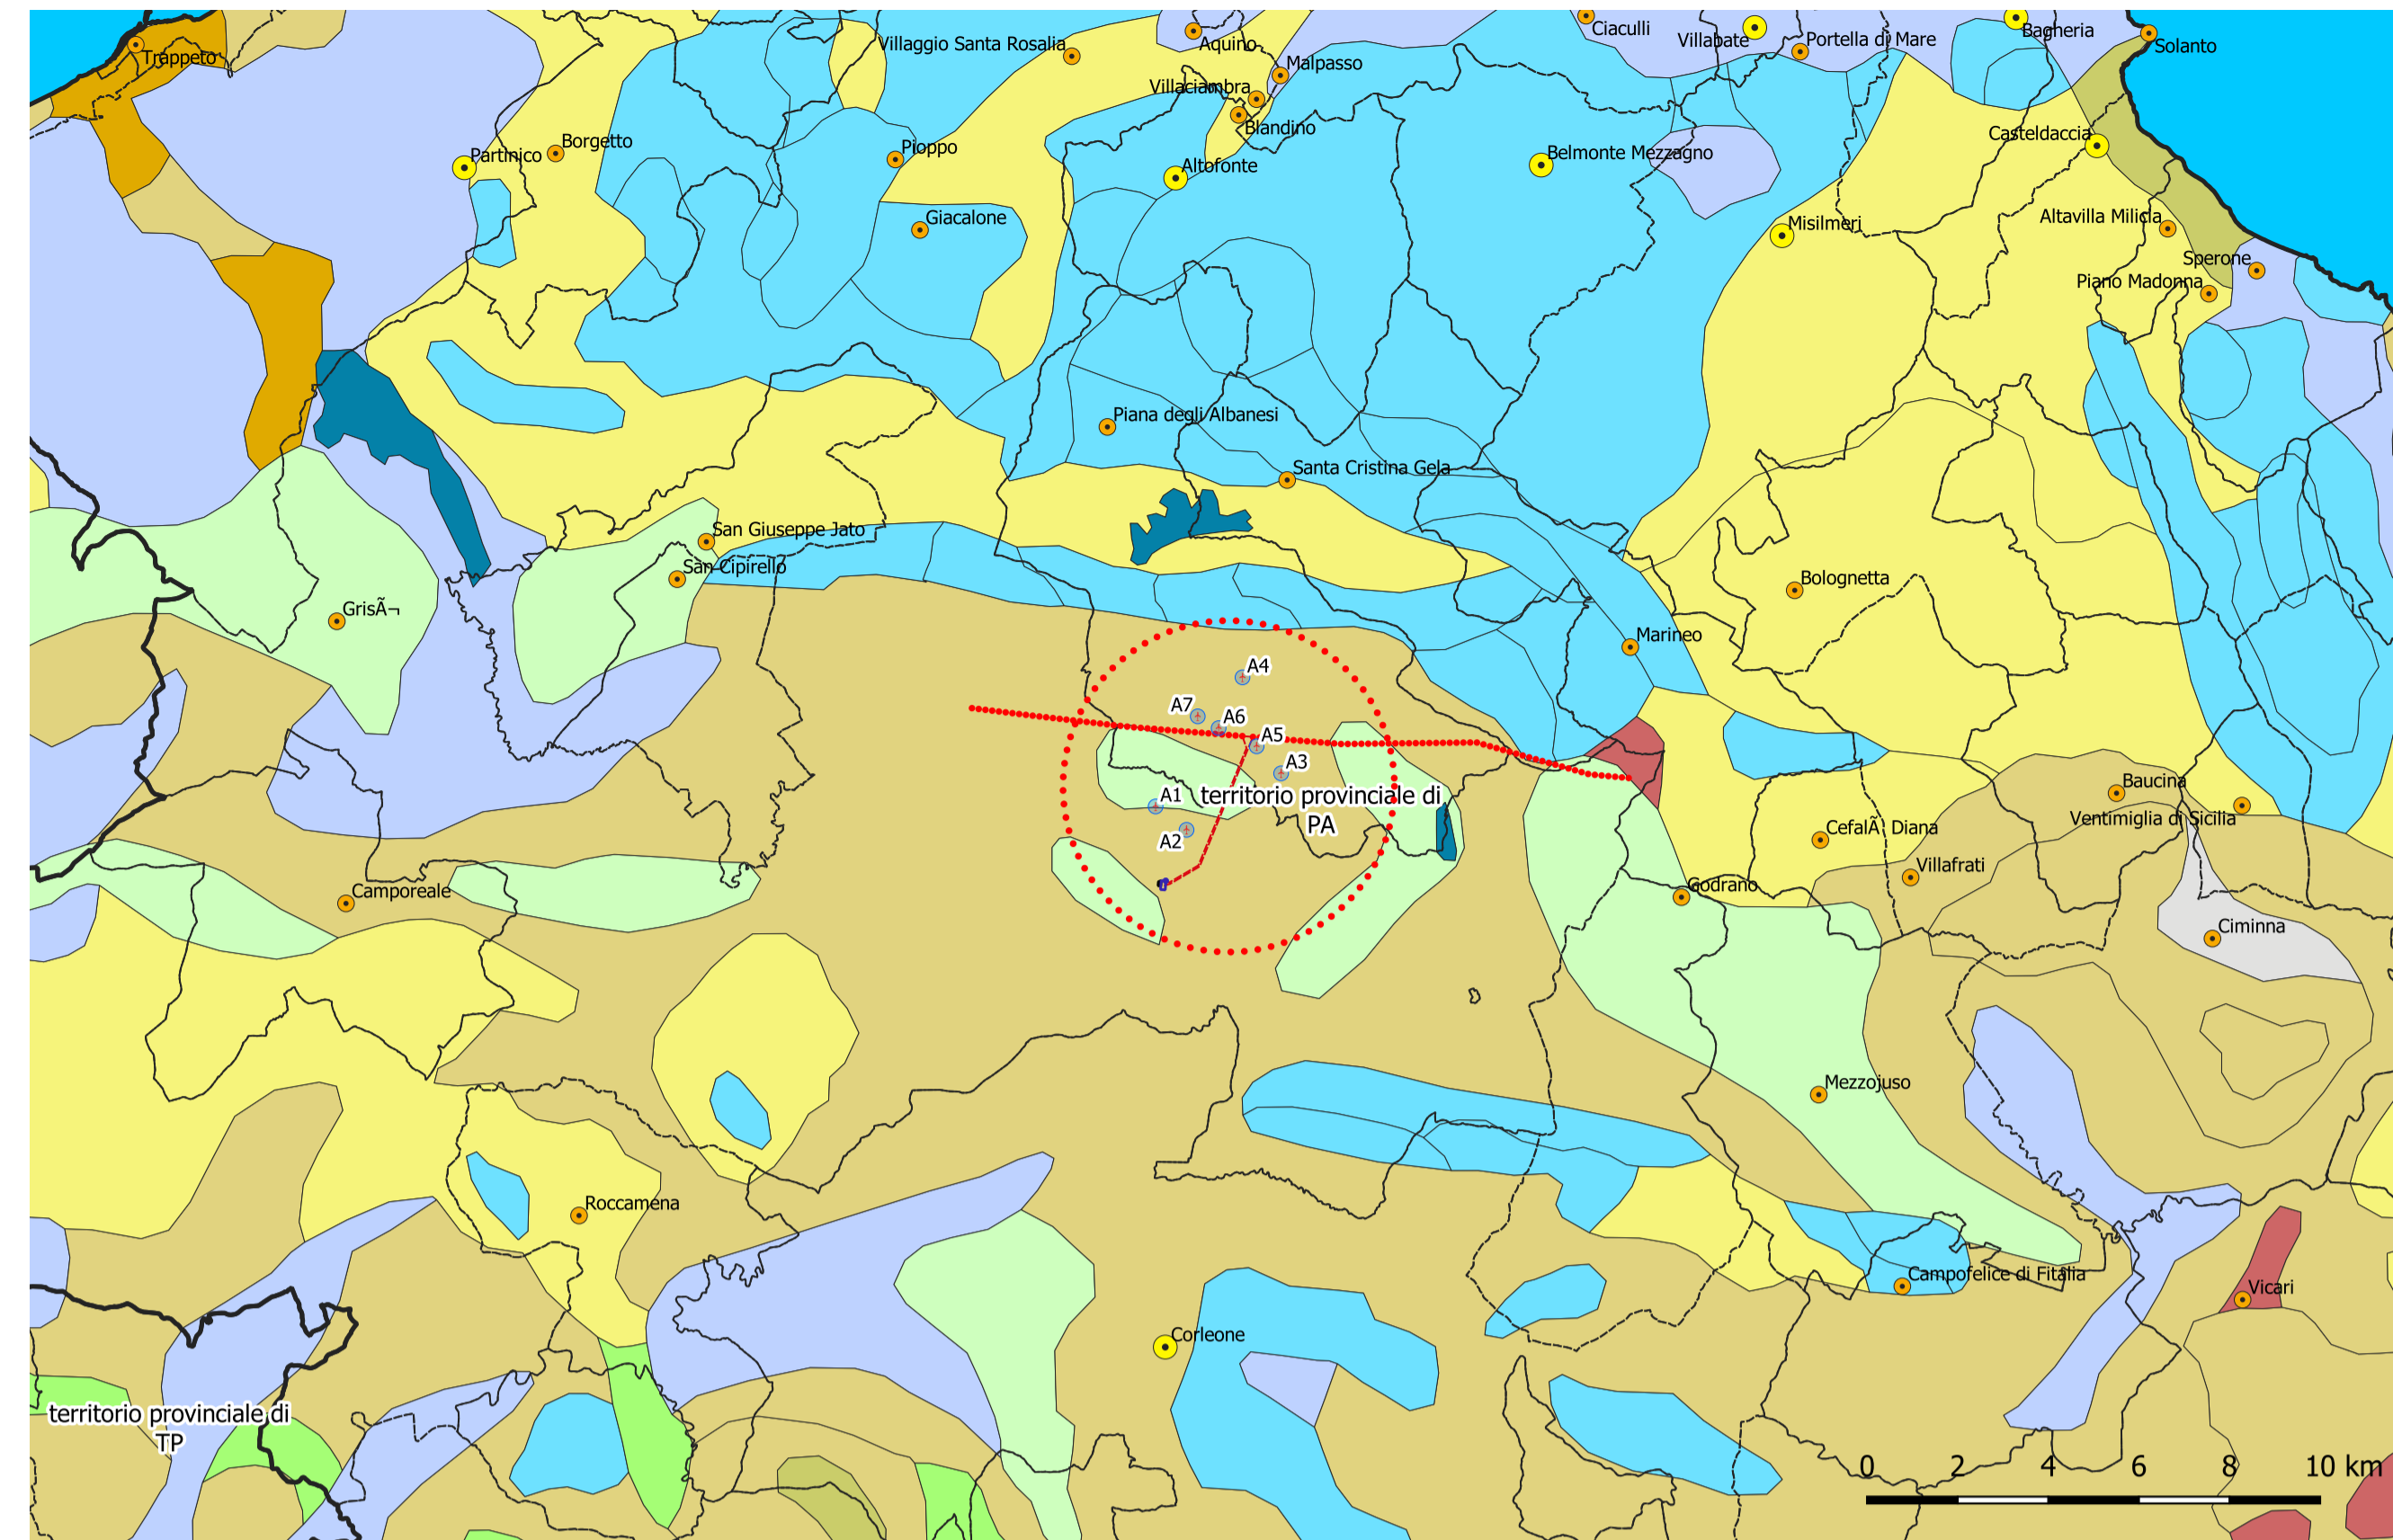 Trappeto
Villaggio Santa Rosalia
Aquino
Ciaculli
Villabate
Portella di Mare
Bagheria
Solanto
Malpasso
Villaciambra
Blandino
Partinico
Borgetto
Pioppo
Altofonte
Belmonte Mezzagno
Casteldaccia
Giacalone
Misilmeri
Altavilla Milicia
Sperone
Piano Madonna
Piana degli Albanesi
Santa Cristina Gela
San Giuseppe Jato
San Cipirello
GrisÃ¬
Bolognetta
Marineo
A4
A7
A6
A5
A3
A1
A2
territorio provinciale di
PA
Baucina
Ventimiglia di Sicilia
CefalÃ  Diana
Villafrati
Camporeale
Godrano
Ciminna
Mezzojuso
Roccamena
Campofelice di Fitalia
Vicari
Corleone
territorio provinciale di
TP
0 2 4 6 8 10 km